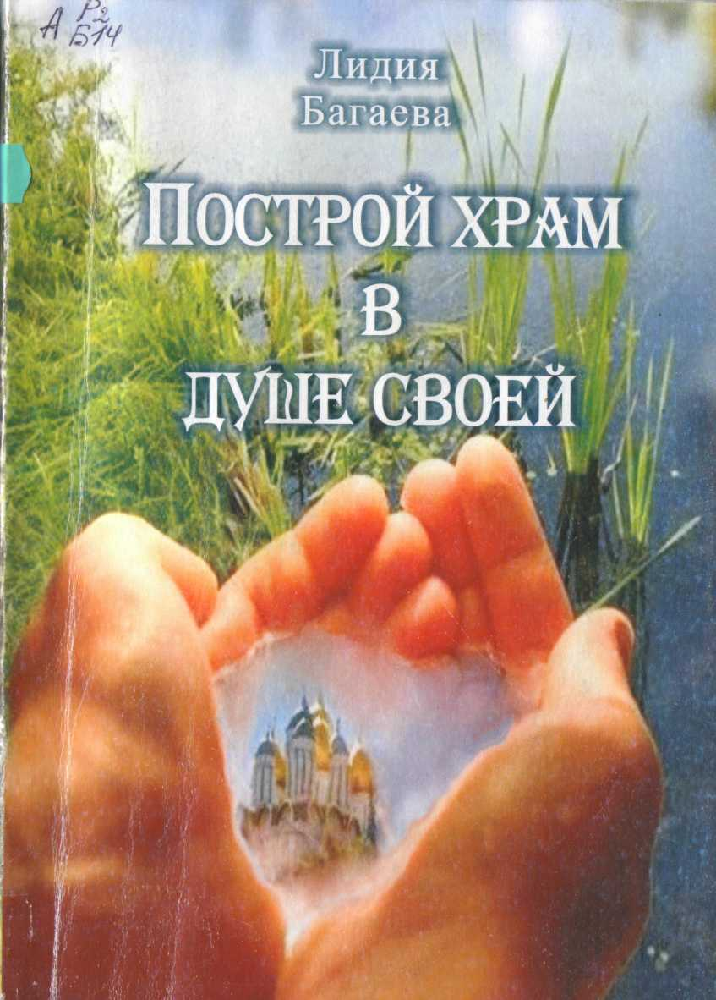 А Р2
Б14
Лидия
Багаева
ПОСТРОЙ ХРАМ
В
ДУШЕ СВОЕЙ